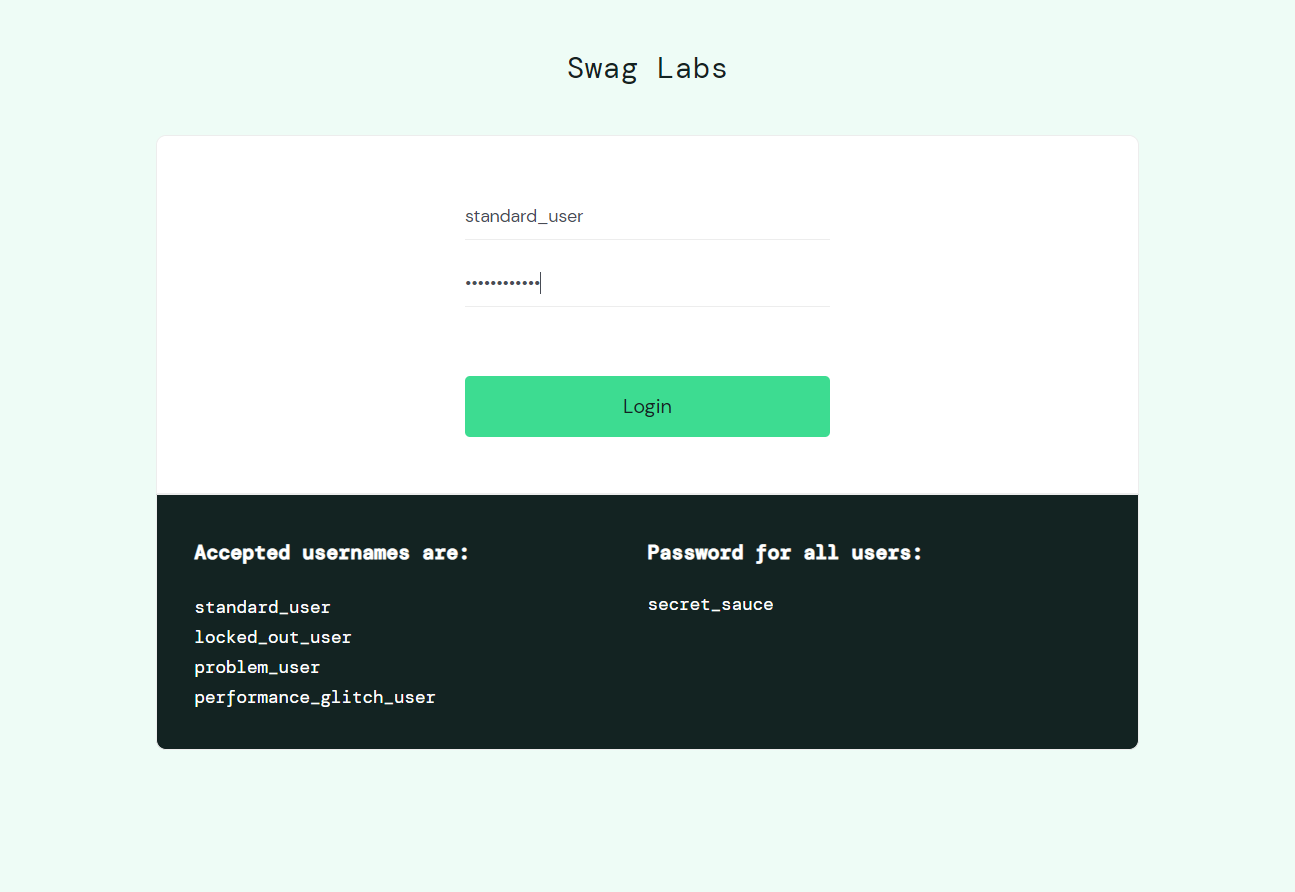 Swag Labs
standard_user
••••••••••••
Login
Accepted usernames are:
standard_user
locked_out_user
problem_user
performance_glitch_user
Password for all users:
secret_sauce